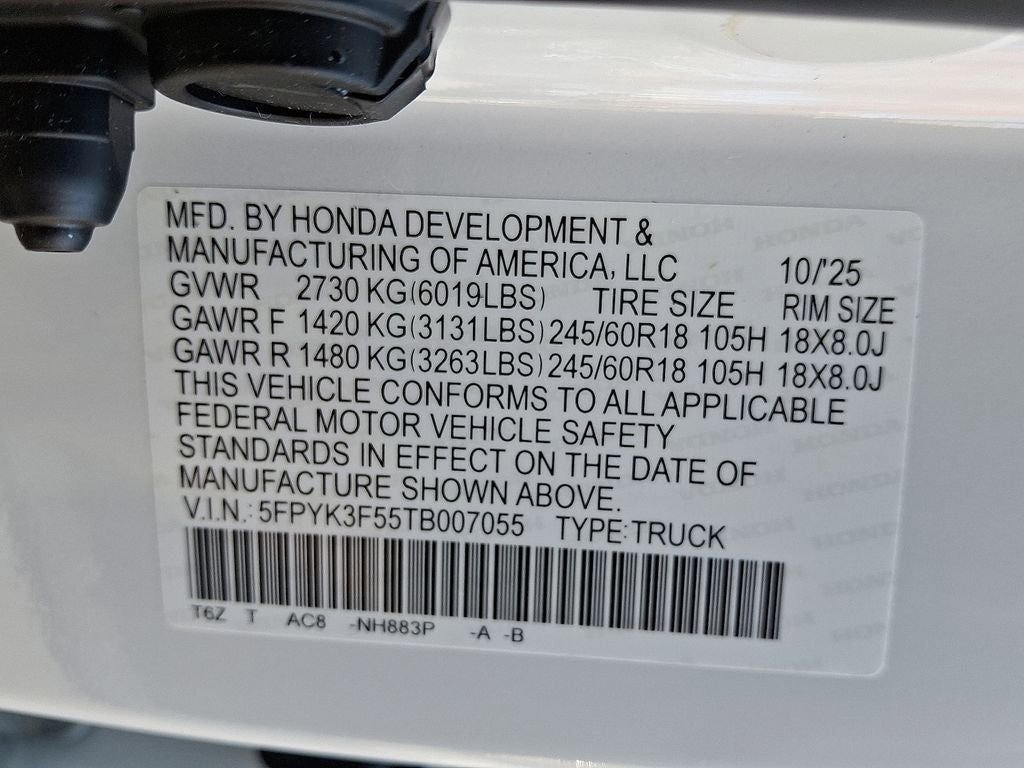 MFD. BY HONDA DEVELOPMENT &
MANUFACTURING OF AMERICA, LLC 10/'25
GVWR 2730 KG(6019LBS) TIRE SIZE RIM SIZE
GAWR F 1420 KG(3131LBS) 245/60R18 105H 18X8.0J
GAWR R 1480 KG(3263LBS) 245/60R18 105H 18X8.0J
THIS VEHICLE CONFORMS TO ALL APPLICABLE
FEDERAL MOTOR VEHICLE SAFETY
STANDARDS IN EFFECT ON THE DATE OF
MANUFACTURE SHOWN ABOVE.
V.I.N.: 5FPYK3F55TB007055 TYPE:TRUCK
T6Z T AC8 -NH883P -A -B